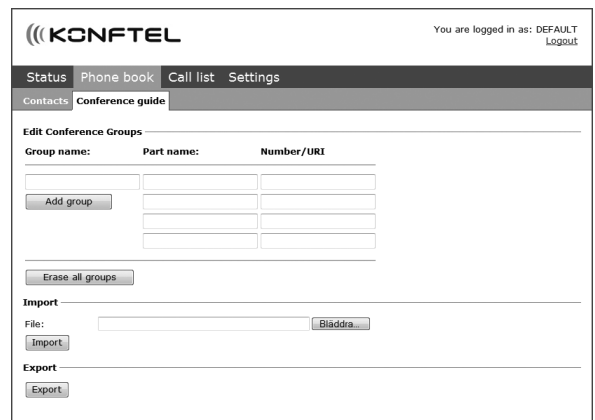 KONFTEL
You are logged in as: DEFAULT
Logout
Status Phone book Call list Settings
Contacts Conference guide
Edit Conference Groups
Group name: Part name: Number/URI
Add group
Erase all groups
Import
File: Bläddra...
Import
Export
Export